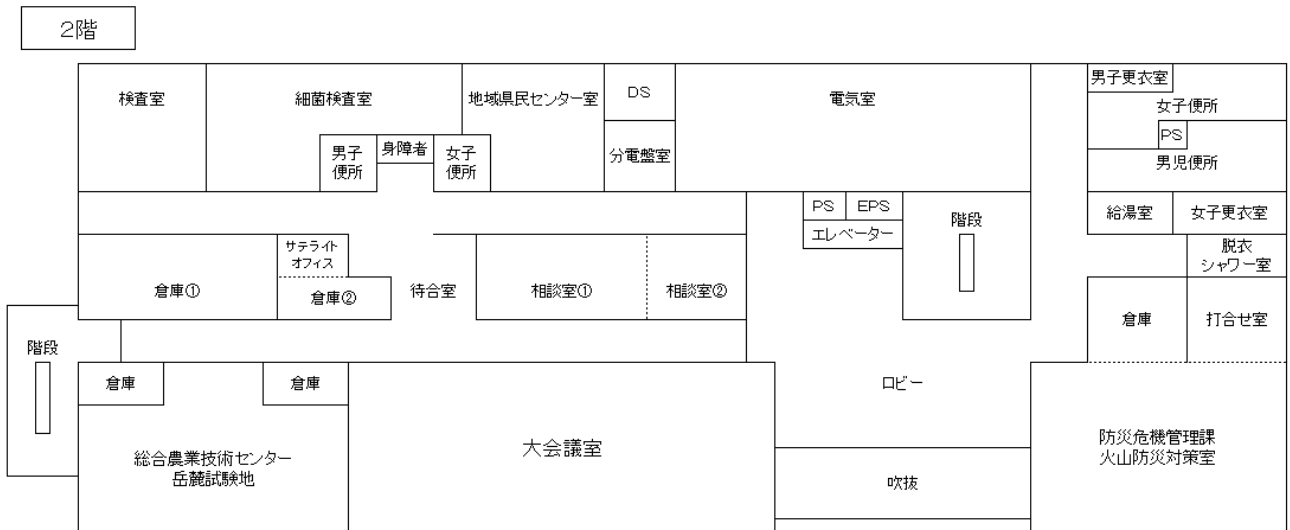 2階
検査室
細菌検査室
地域県民センター室
DS
電気室
男子更衣室
女子便所
PS
男児便所
男子
便所
身障者
女子
便所
分電盤室
PS
EPS
エレベーター
階段
給湯室
女子更衣室
脱衣
シャワー室
サテライト
オフィス
倉庫①
倉庫②
待合室
相談室①
相談室②
倉庫
打合せ室
階段
倉庫
倉庫
ロビー
総合農業技術センター
岳麓試験地
大会議室
防災危機管理課
火山防災対策室
吹抜